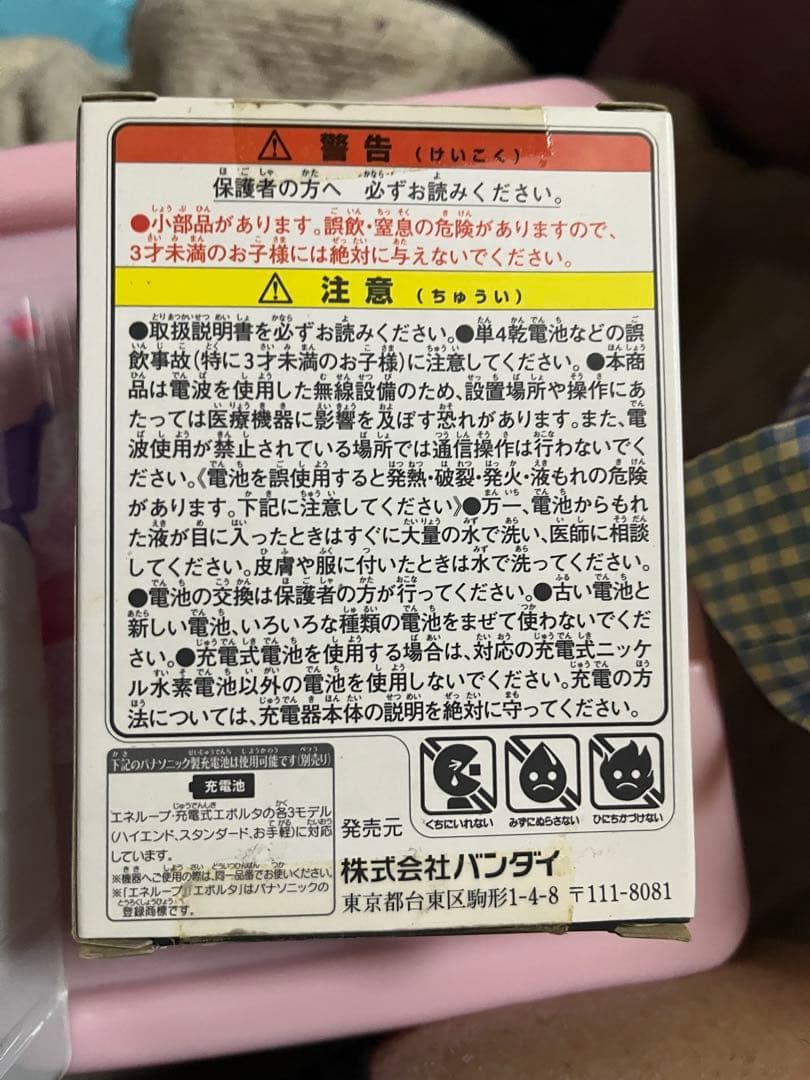 警告（けいこく）
保護者の方へ 必ずお読みください。
●小部品があります。誤飲・窒息の危険がありますので、
3才未満のお子様には絶対に与えないでください。
注意（ちゅうい）
●取扱説明書を必ずお読みください。●単4乾電池などの誤
飲事故(特に3才未満のお子様)に注意してください。●本商
品は電波を使用した無線設備のため、設置場所や操作にあ
たっては医療機器に影響を及ぼす恐れがあります。また、電
波使用が禁止されている場所では通信操作は行わないでく
ださい。《電池を誤使用すると発熱・破裂・発火・液もれの危険
があります。下記に注意してください》●万一、電池からもれ
た液が目に入ったときはすぐに大量の水で洗い、医師に相談
してください。皮膚や服に付いたときは水で洗ってください。
●電池の交換は保護者の方が行ってください。●古い電池と
新しい電池、いろいろな種類の電池をまぜて使わないでくだ
さい。●充電式電池を使用する場合は、対応の充電式ニッケ
ル水素電池以外の電池を使用しないでください。充電の方
法については、充電器本体の説明を絶対に守ってください。
下記のパナソニック製充電池は使用可能です(別売り)
充電池
エネループ・充電式エボルタの各3モデル
(ハイエンド、スタンダード、お手軽)に対応
しています。
※機器へご使用の際は、同一品番でお使いください。
※「エネループ」「エボルタ」はパナソニックの
登録商標です。
くちにいれない
みずにぬらさない
ひにちかづけない
発売元
株式会社バンダイ
東京都台東区駒形1-4-8 〒111-8081